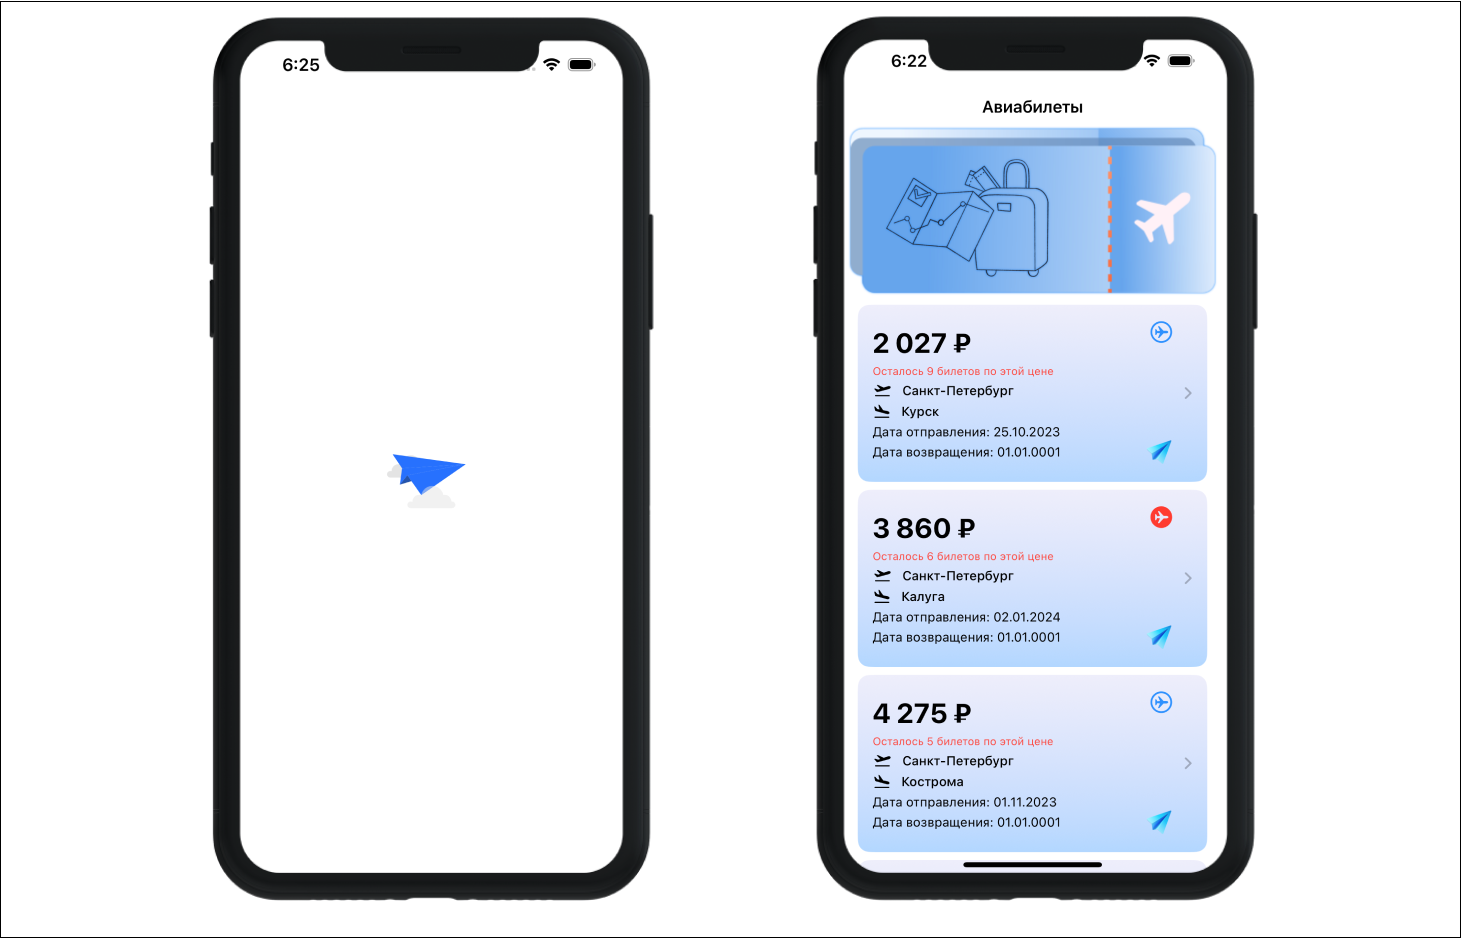 6:25
6:22
Авиабилеты
2 027 ₽
Осталось 9 билетов по этой цене
Санкт-Петербург
Курск
Дата отправления: 25.10.2023
Дата возвращения: 01.01.0001
3 860 ₽
Осталось 6 билетов по этой цене
Санкт-Петербург
Калуга
Дата отправления: 02.01.2024
Дата возвращения: 01.01.0001
4 275 ₽
Осталось 5 билетов по этой цене
Санкт-Петербург
Кострома
Дата отправления: 01.11.2023
Дата возвращения: 01.01.0001